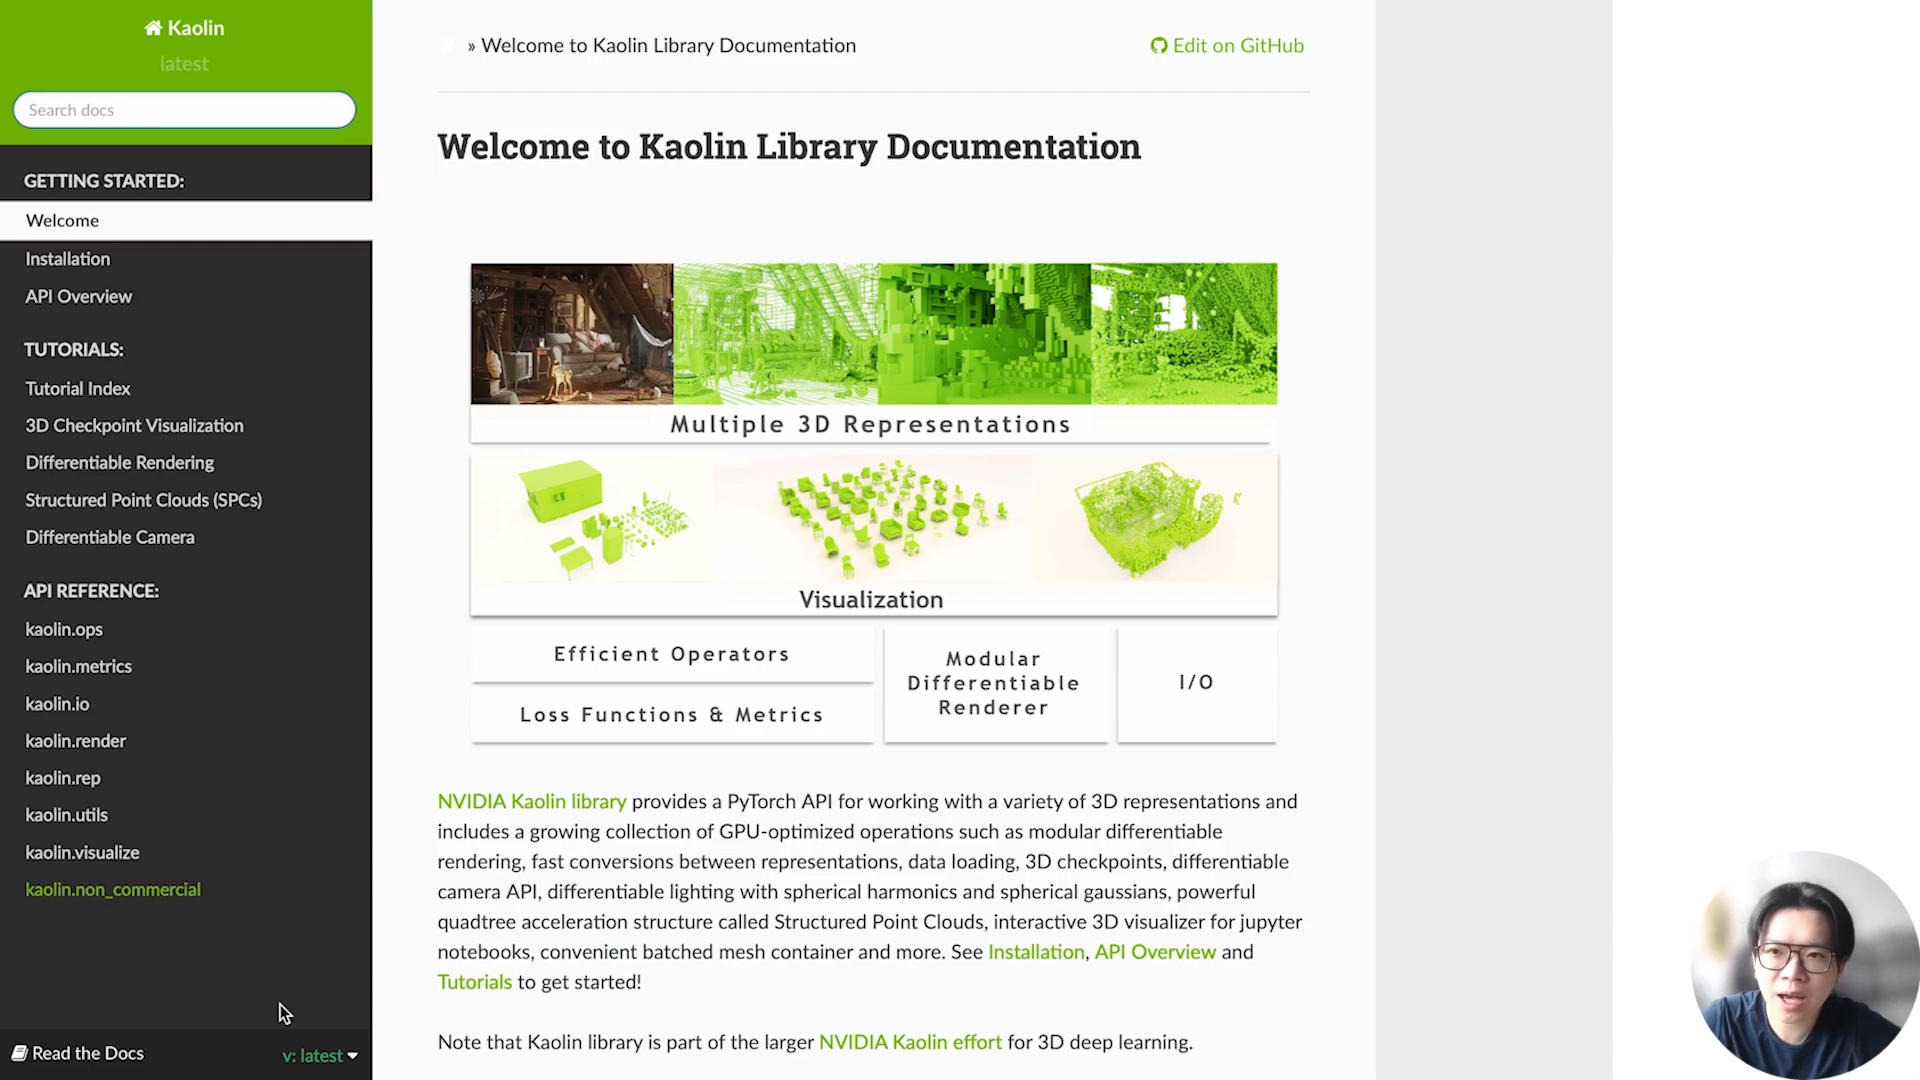 Kaolin
latest
Search docs
GETTING STARTED:
Welcome
Installation
API Overview
TUTORIALS:
Tutorial Index
3D Checkpoint Visualization
Differentiable Rendering
Structured Point Clouds (SPCs)
Differentiable Camera
API REFERENCE:
kaolin.ops
kaolin.metrics
kaolin.io
kaolin.render
kaolin.rep
kaolin.utils
kaolin.visualize
kaolin.non_commercial
Read the Docs
v: latest
» Welcome to Kaolin Library Documentation
Edit on GitHub
Welcome to Kaolin Library Documentation
Multiple 3D Representations
Visualization
Efficient Operators
Loss Functions & Metrics
Modular
Differentiable
Renderer
I/O
NVIDIA Kaolin library provides a PyTorch API for working with a variety of 3D representations and
includes a growing collection of GPU-optimized operations such as modular differentiable
rendering, fast conversions between representations, data loading, 3D checkpoints, differentiable
camera API, differentiable lighting with spherical harmonics and spherical gaussians, powerful
quadtree acceleration structure called Structured Point Clouds, interactive 3D visualizer for jupyter
notebooks, convenient batched mesh container and more. See Installation, API Overview and
Tutorials to get started!
Note that Kaolin library is part of the larger NVIDIA Kaolin effort for 3D deep learning.